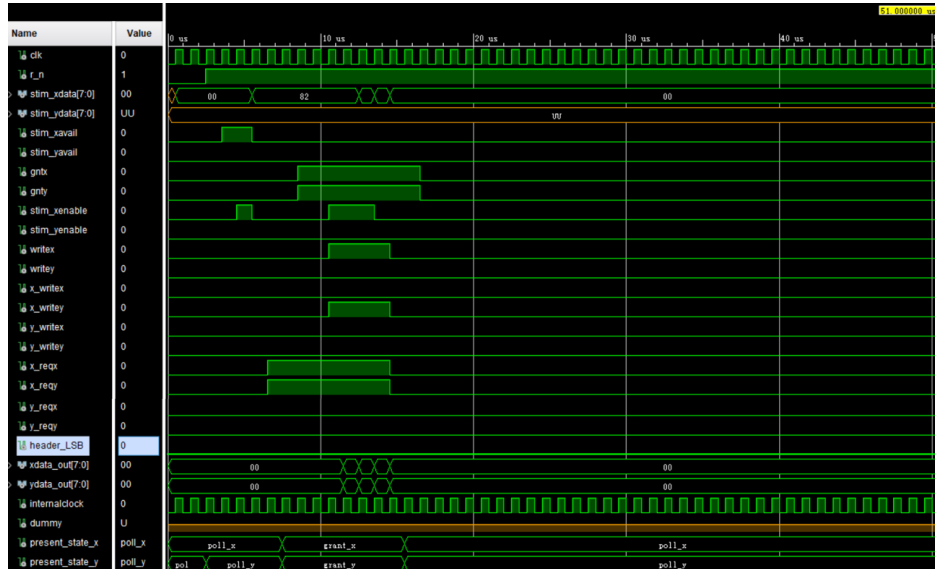 51.000000 us
Name Value
0 us 10 us 20 us 30 us 40 us
clk 0
r_n 1
stim_xdata[7:0] 00 00 82 00
stim_ydata[7:0] UU UU
stim_xavail 0
stim_yavail 0
gntx 0
gnty 0
stim_xenable 0
stim_yenable 0
writex 0
writey 0
x_writex 0
x_writey 0
y_writex 0
y_writey 0
x_reqx 0
x_reqy 0
y_reqx 0
y_reqy 0
header_LSB 0
xdata_out[7:0] 00 00 00
ydata_out[7:0] 00 00 00
internalclock 0
dummy U
present_state_x poll_x poll_x grant_x poll_x
present_state_y poll_y pol poll_y grant_y poll_y